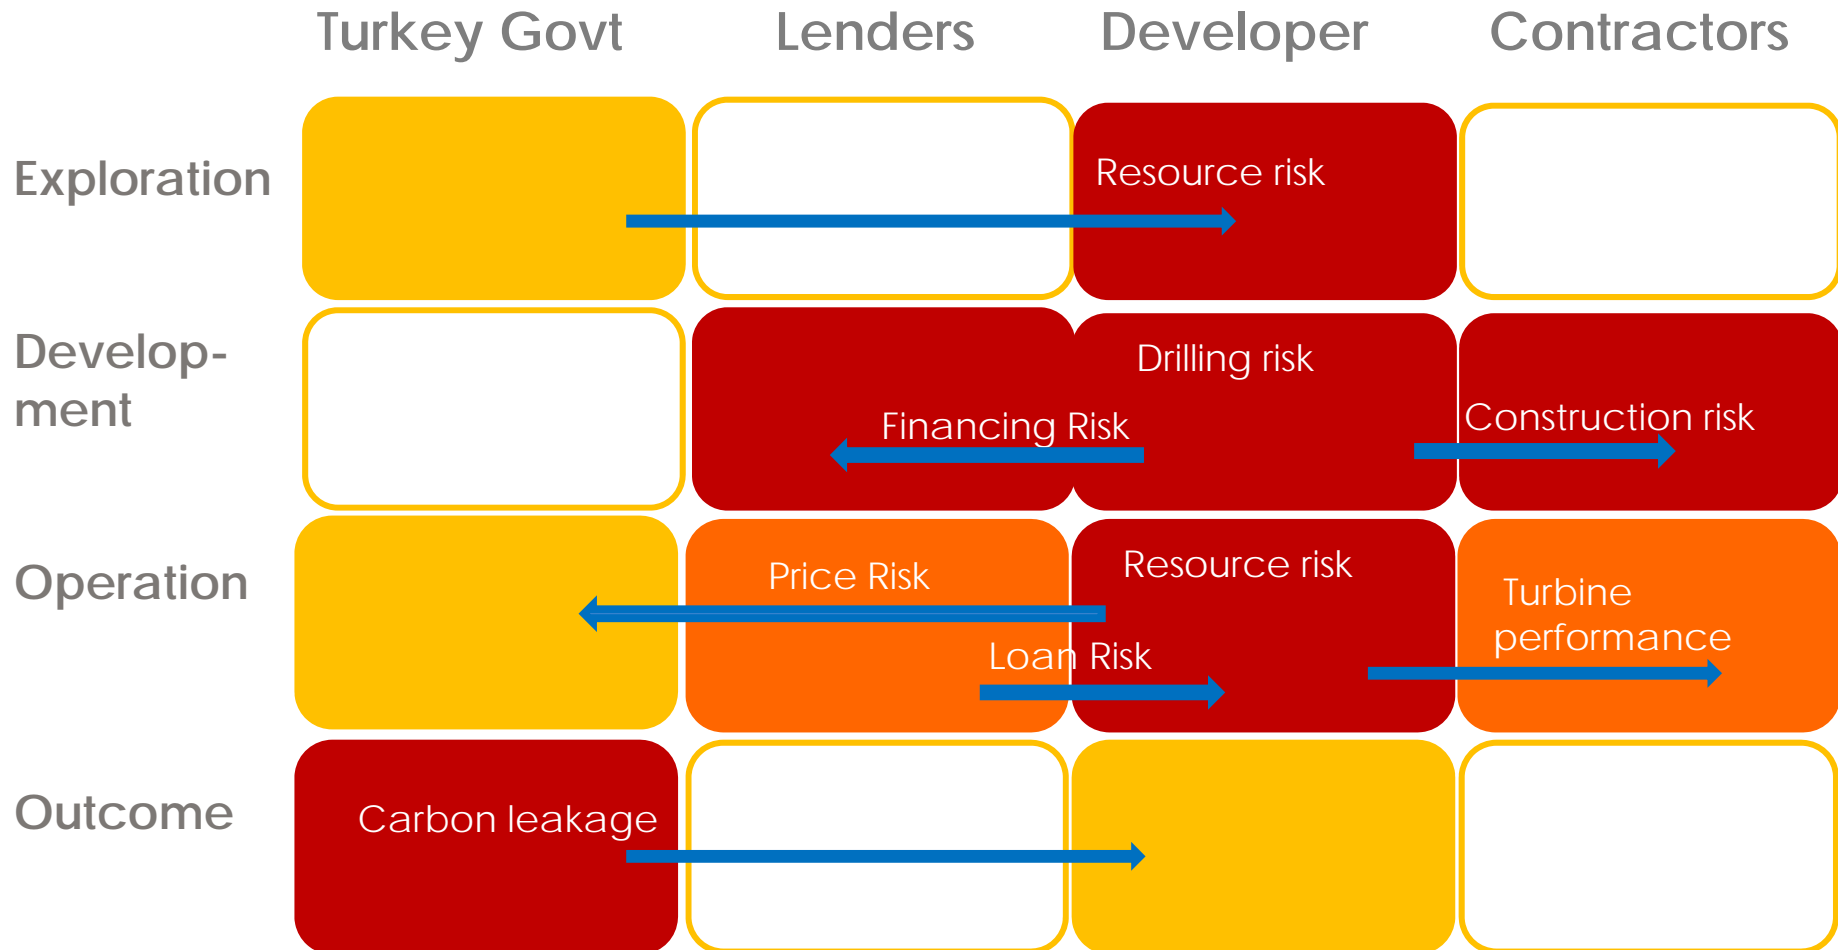 Turkey Govt
Lenders
Developer
Contractors
Exploration
Resource risk
Develop-
ment
Drilling risk
Financing Risk
Construction risk
Operation
Price Risk
Resource risk
Turbine
performance
Loan Risk
Outcome
Carbon leakage